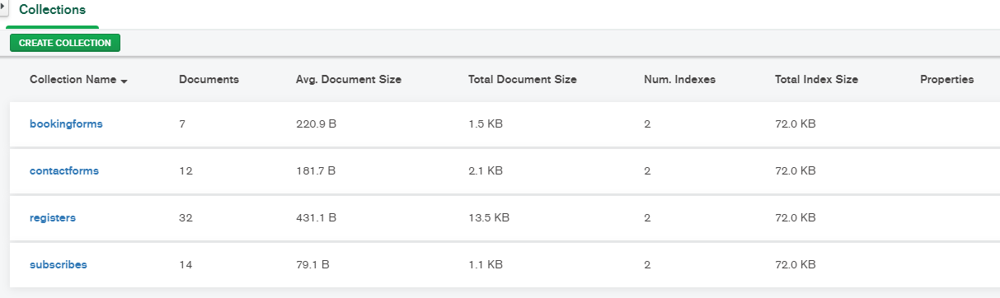 Collections
CREATE COLLECTION
Collection Name Documents Avg. Document Size Total Document Size Num. Indexes Total Index Size Properties
bookingforms 7 220.9 B 1.5 KB 2 72.0 KB
contactforms 12 181.7 B 2.1 KB 2 72.0 KB
registers 32 431.1 B 13.5 KB 2 72.0 KB
subscribes 14 79.1 B 1.1 KB 2 72.0 KB